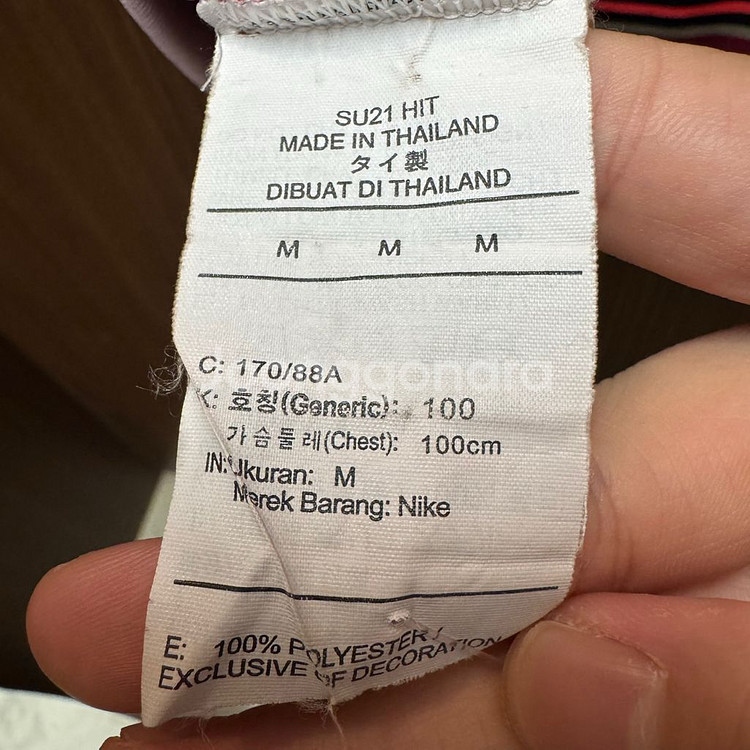 SU21 HIT
MADE IN THAILAND
タイ製
DIBUAT DI THAILAND
M M M
C: 170/88A
K: 호칭(Generic): 100
가슴둘레(Chest): 100cm
IN: Ukuran: M
Merek Barang: Nike
E: 100% POLYESTER /
EXCLUSIVE OF DECORATION